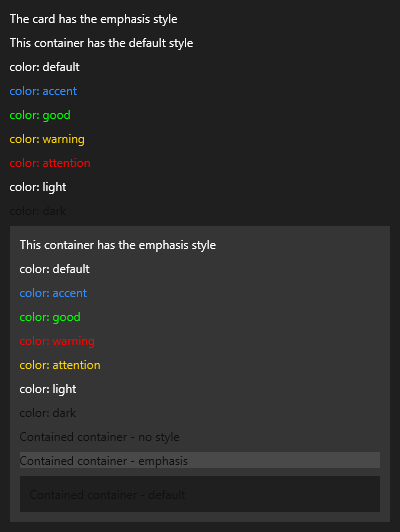 The card has the emphasis style
This container has the default style
color: default
color: accent
color: good
color: warning
color: attention
color: light
color: dark
This container has the emphasis style
color: default
color: accent
color: good
color: warning
color: attention
color: light
color: dark
Contained container - no style
Contained container - emphasis
Contained container - default